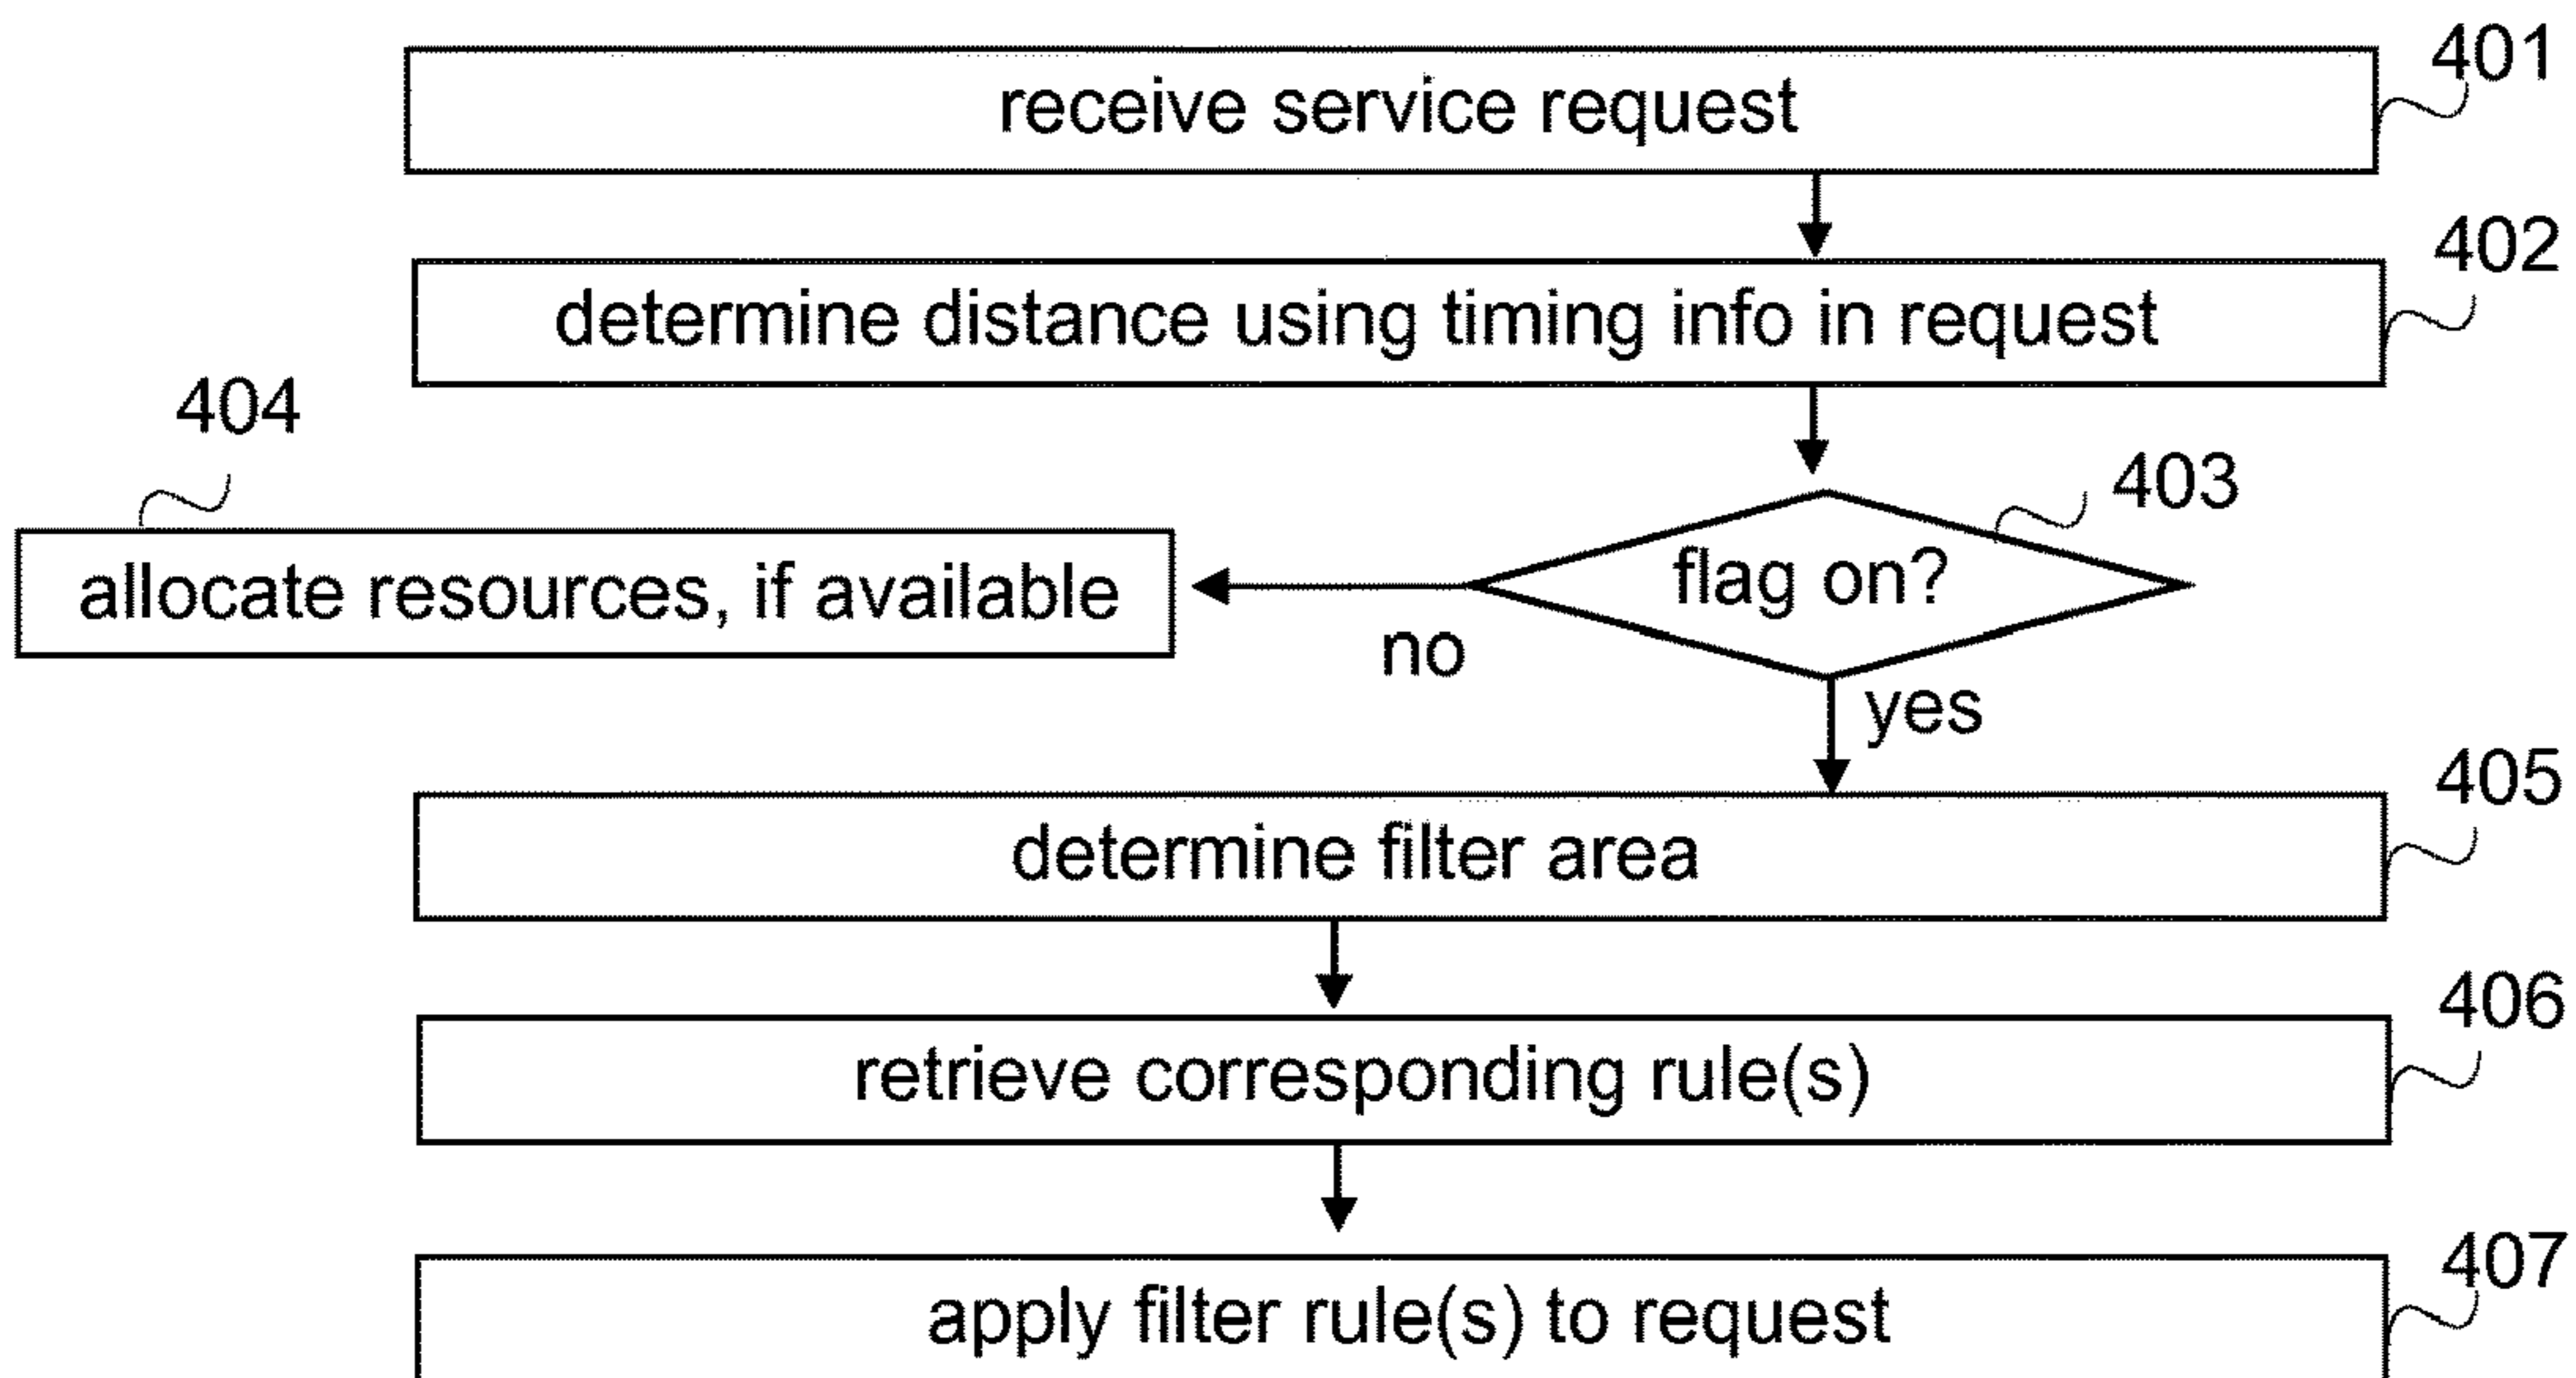 401
receive service request
402
determine distance using timing info in request
404
403
flag on?
allocate resources, if available
no
yes
405
determine filter area
406
retrieve corresponding rule(s)
407
apply filter rule(s) to request